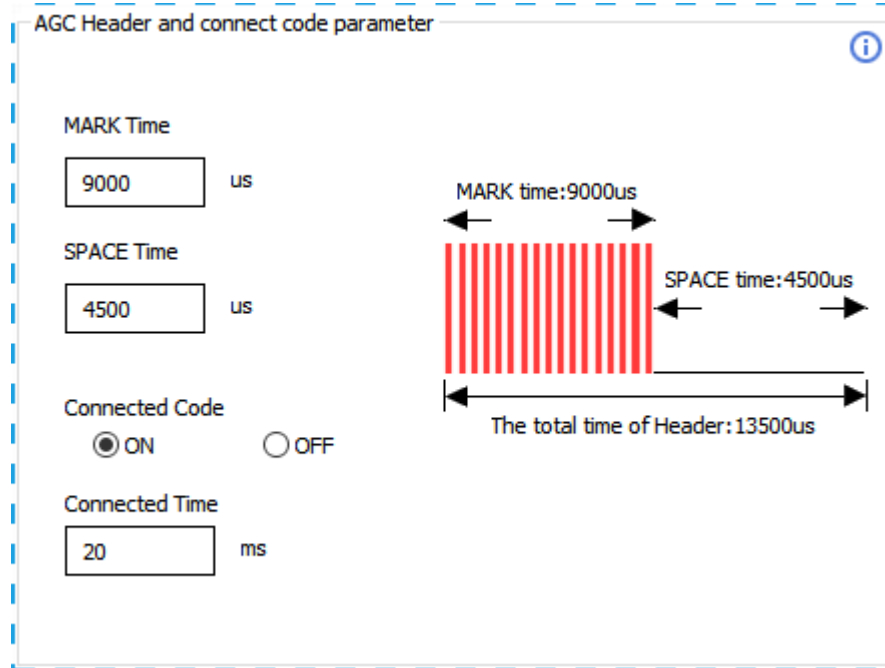 AGC Header and connect code parameter
MARK Time
9000 us
SPACE Time
4500 us
Connected Code
ON OFF
Connected Time
20 ms
MARK time:9000us
SPACE time:4500us
The total time of Header:13500us